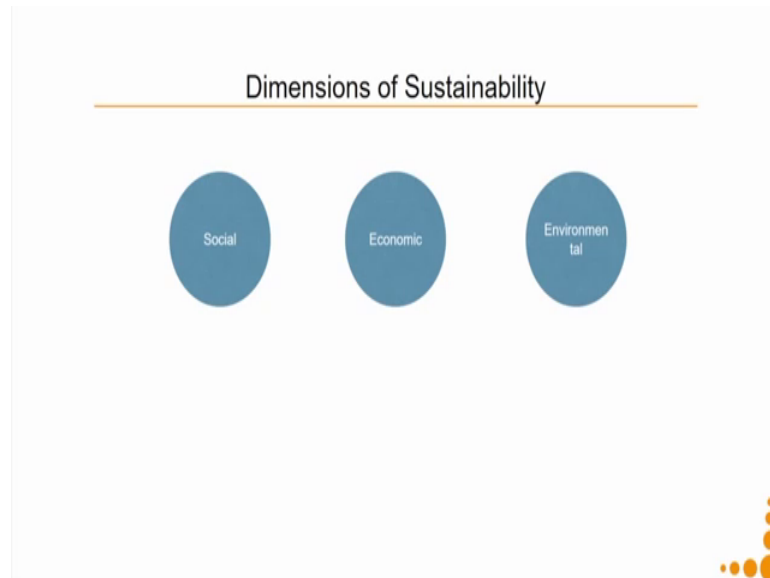 Dimensions of Sustainability
Social
Economic
Environmen
tal